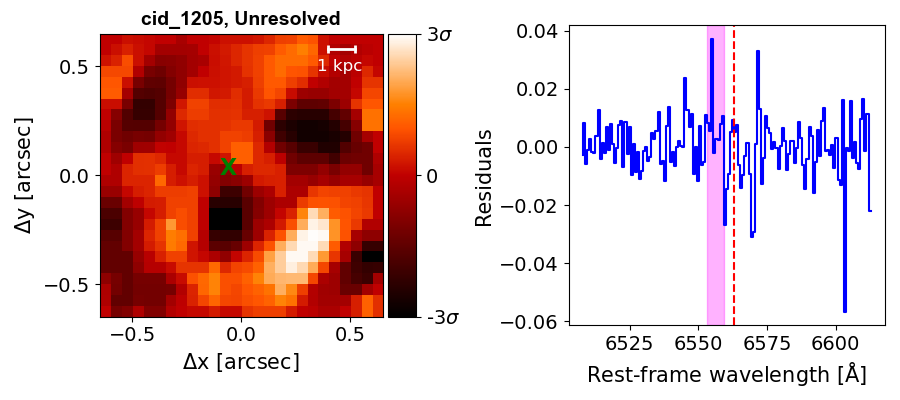 cid_1205, Unresolved
1 kpc
X
0.5
0.0
−0.5
−0.5
0.0
0.5
Δx [arcsec]
Δy [arcsec]
3σ
0
-3σ
0.04
0.02
0.00
−0.02
−0.04
−0.06
6525
6550
6575
6600
Rest-frame wavelength [Å]
Residuals